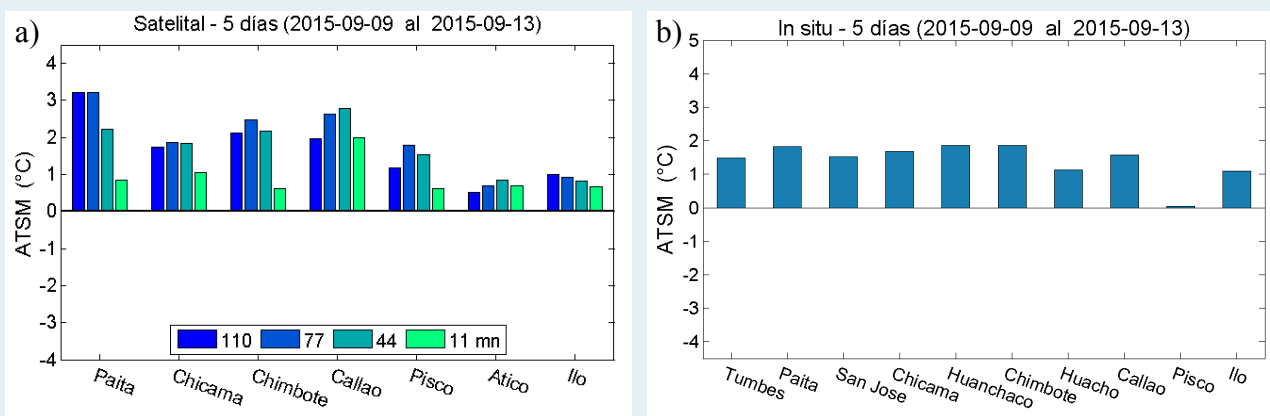 a)
Satelital - 5 días (2015-09-09 al 2015-09-13)
ATSM (°C)
4
3
2
1
0
-1
-2
-3
-4
110 77 44 11 mn
Paita Chicama Chimbote Callao Pisco Atico Ilo
b)
In situ - 5 días (2015-09-09 al 2015-09-13)
ATSM (°C)
5
4
3
2
1
0
-1
-2
-3
-4
Tumbes Paita San Jose Chicama Huanchaco Chimbote Huacho Callao Pisco Ilo